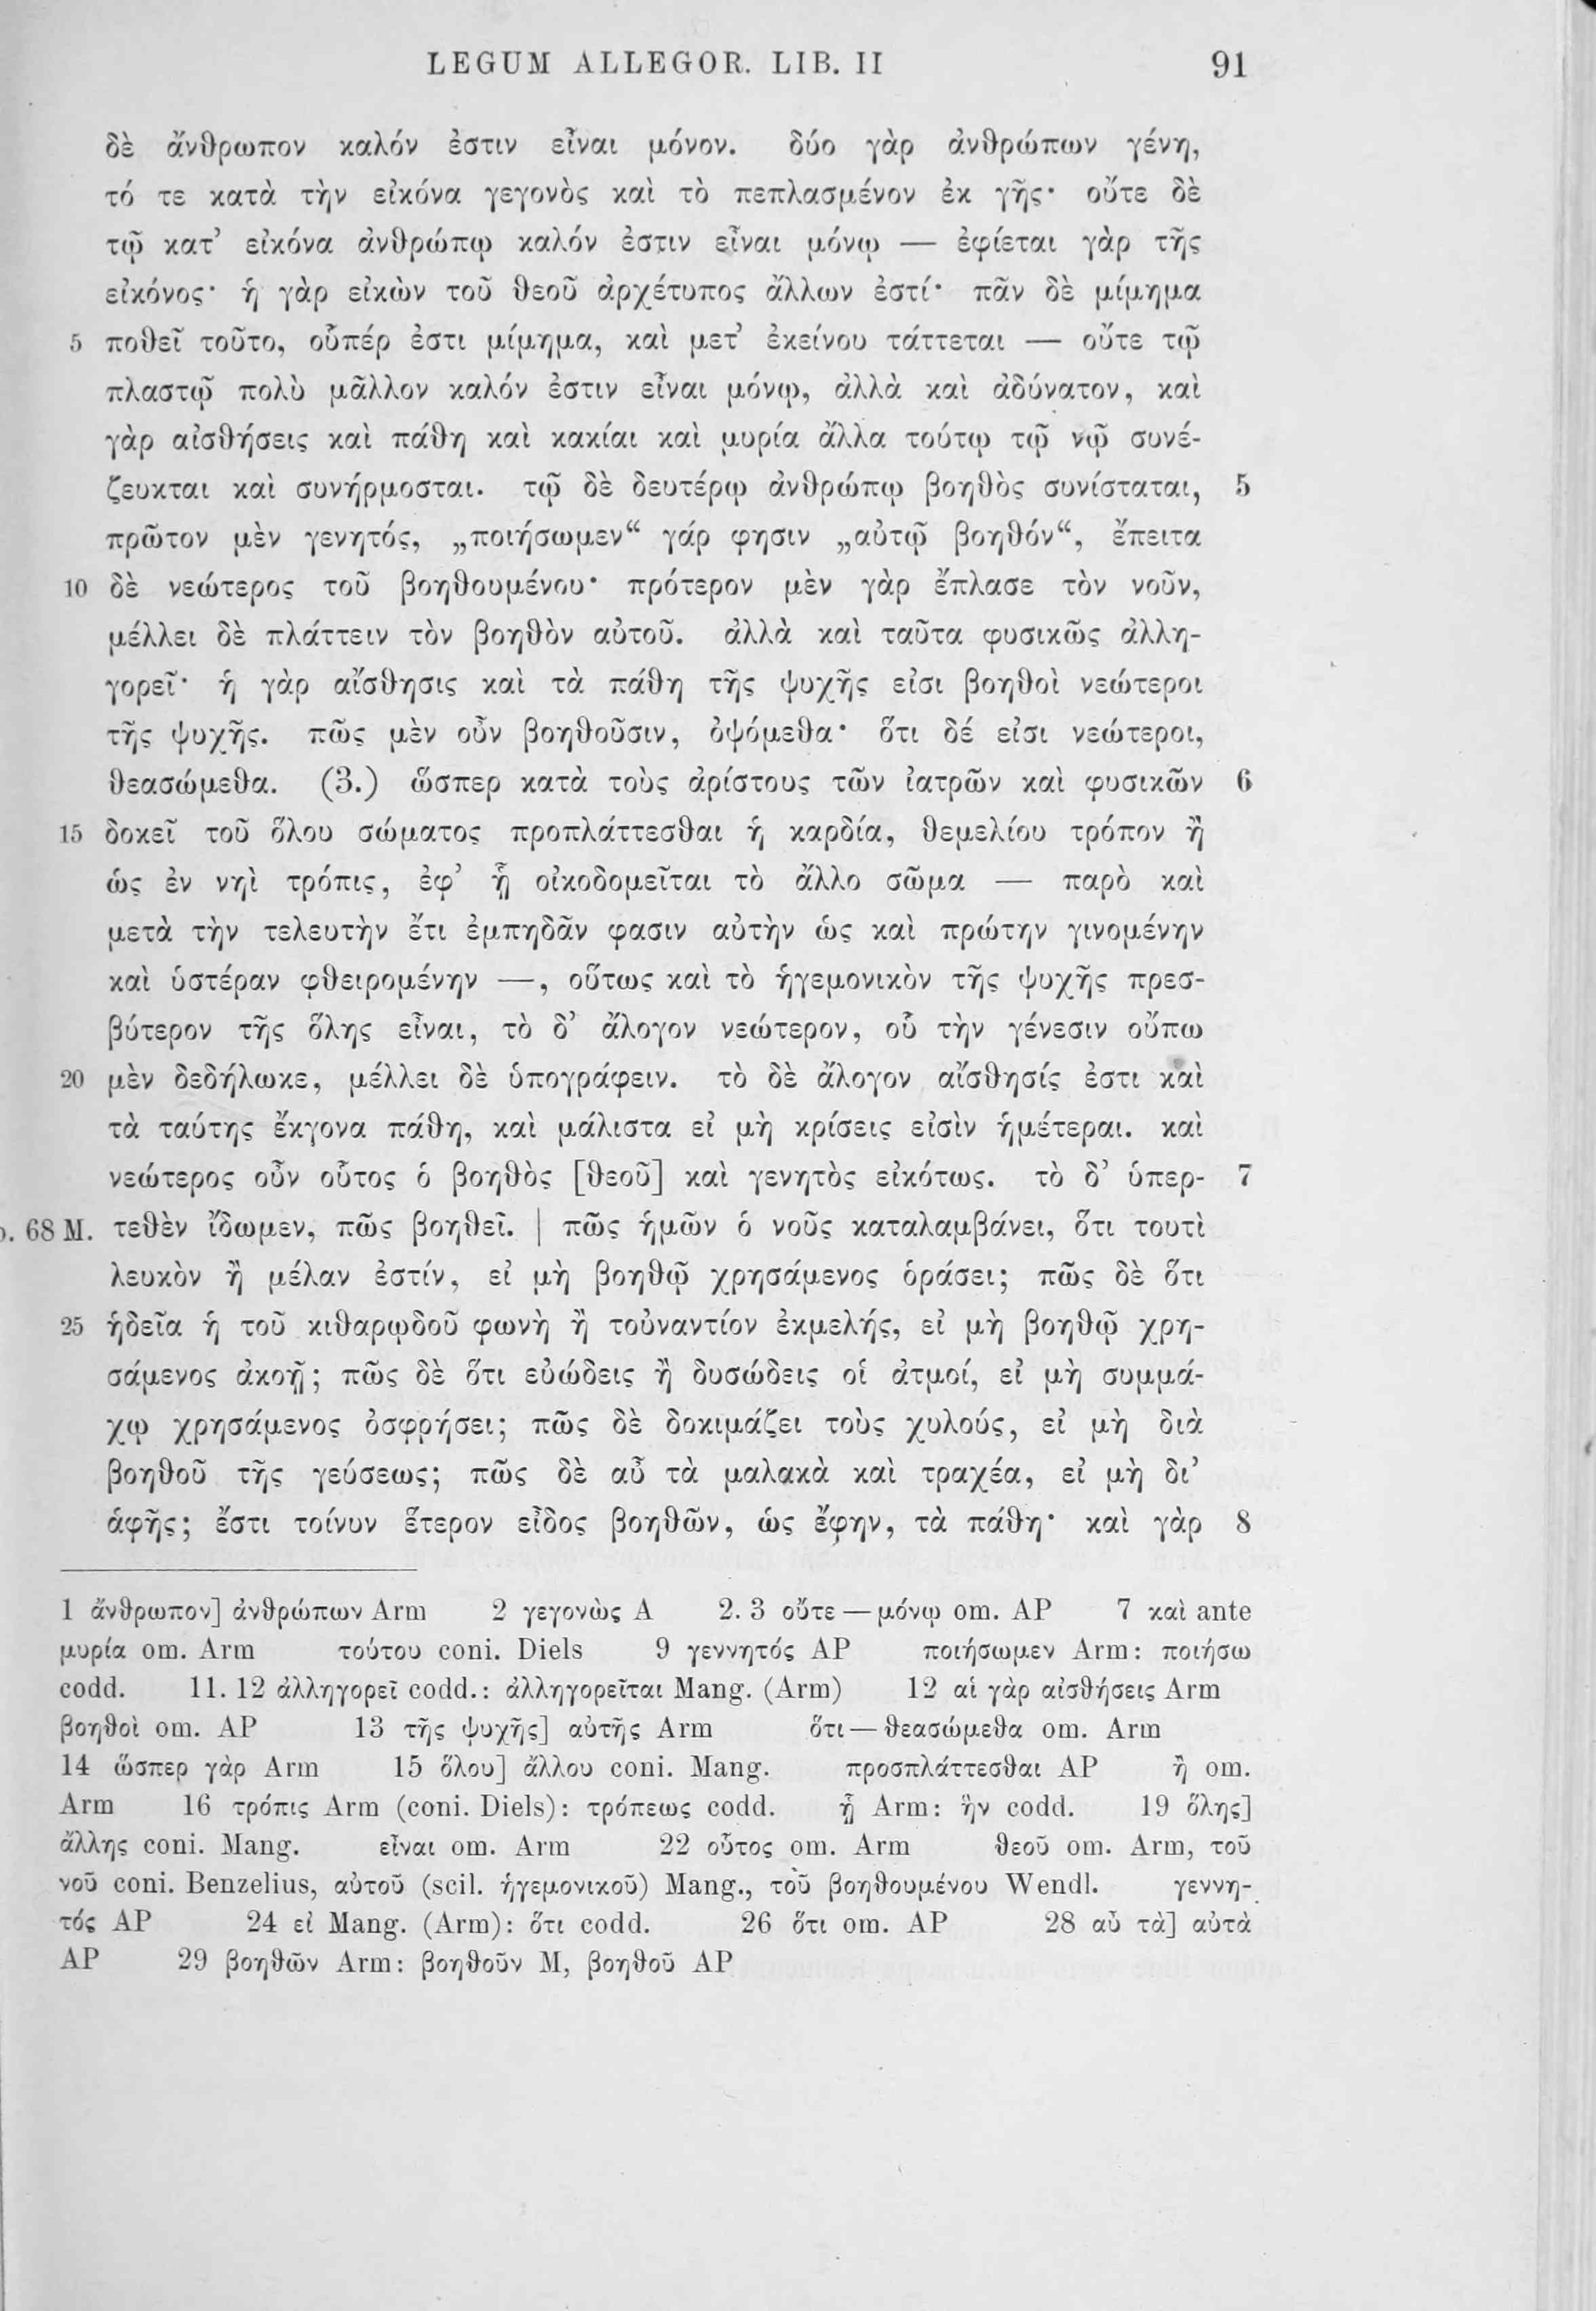 LEGUM ALLEGOR. LIB. II 91
δὲ ἄνθρωπον καλόν ἐστιν εἶναι μόνον. δύο γὰρ ἀνθρώπων γένη,
τό τε κατὰ τὴν εἰκόνα γεγονὸς καὶ τὸ πεπλασμένον ἐκ γῆς· οὔτε δὲ
τῷ κατ’ εἰκόνα ἀνθρώπῳ καλόν ἐστιν εἶναι μόνῳ — ἐφίεται γὰρ τῆς
εἰκόνος· ἡ γὰρ εἰκὼν τοῦ θεοῦ ἀρχέτυπος ἄλλων ἐστί· πᾶν δὲ μίμημα
5 ποθεῖ τοῦτο, οὗπέρ ἐστι μίμημα, καὶ μετ’ ἐκείνου τάττεται — οὔτε τῷ
πλαστῷ πολὺ μᾶλλον καλόν ἐστιν εἶναι μόνῳ, ἀλλὰ καὶ ἀδύνατον, καὶ
γὰρ αἰσθήσεις καὶ πάθη καὶ κακίαι καὶ μυρία ἄλλα τούτῳ τῷ νῷ συνέ-
ζευκται καὶ συνήρμοσται. τῷ δὲ δευτέρῳ ἀνθρώπῳ βοηθὸς συνίσταται, 5
πρῶτον μὲν γενητός, „ποιήσωμεν“ γάρ φησιν „αὐτῷ βοηθόν“, ἔπειτα
10 δὲ νεώτερος τοῦ βοηθουμένου· πρότερον μὲν γὰρ ἔπλασε τὸν νοῦν,
μέλλει δὲ πλάττειν τὸν βοηθὸν αὐτοῦ. ἀλλὰ καὶ ταῦτα φυσικῶς ἀλλη-
γορεῖ· ἡ γὰρ αἴσθησις καὶ τὰ πάθη τῆς ψυχῆς εἰσι βοηθοὶ νεώτεροι
τῆς ψυχῆς. πῶς μὲν οὖν βοηθοῦσιν, ὀψόμεθα· ὅτι δέ εἰσι νεώτεροι,
θεασώμεθα. (3.) ὥσπερ κατὰ τοὺς ἀρίστους τῶν ἰατρῶν καὶ φυσικῶν 6
15 δοκεῖ τοῦ ὅλου σώματος προπλάττεσθαι ἡ καρδία, θεμελίου τρόπον ἢ
ὡς ἐν νηὶ τρόπις, ἐφ’ ᾗ οἰκοδομεῖται τὸ ἄλλο σῶμα — παρὸ καὶ
μετὰ τὴν τελευτὴν ἔτι ἐμπηδᾶν φασιν αὐτὴν ὡς καὶ πρώτην γινομένην
καὶ ὑστέραν φθειρομένην —, οὕτως καὶ τὸ ἡγεμονικὸν τῆς ψυχῆς πρεσ-
βύτερον τῆς ὅλης εἶναι, τὸ δ’ ἄλογον νεώτερον, οὗ τὴν γένεσιν οὔπω
20 μὲν δεδήλωκε, μέλλει δὲ ὑπογράφειν. τὸ δὲ ἄλογον αἴσθησίς ἐστι καὶ
τὰ ταύτης ἔκγονα πάθη, καὶ μάλιστα εἰ μὴ κρίσεις εἰσὶν ἡμέτεραι. καὶ
νεώτερος οὖν οὗτος ὁ βοηθὸς [θεοῦ] καὶ γενητὸς εἰκότως. τὸ δ’ ὑπερ- 7
p. 68 M. τεθὲν ἴδωμεν, πῶς βοηθεῖ. | πῶς ἡμῶν ὁ νοῦς καταλαμβάνει, ὅτι τουτὶ
λευκὸν ἢ μέλαν ἐστίν, εἰ μὴ βοηθῷ χρησάμενος ὁράσει; πῶς δὲ ὅτι
25 ἡδεῖα ἡ τοῦ κιθαρῳδοῦ φωνὴ ἢ τοὐναντίον ἐκμελής, εἰ μὴ βοηθῷ χρη-
σάμενος ἀκοῇ; πῶς δὲ ὅτι εὐώδεις ἢ δυσώδεις οἱ ἀτμοί, εἰ μὴ συμμά-
χῳ χρησάμενος ὀσφρήσει; πῶς δὲ δοκιμάζει τοὺς χυλούς, εἰ μὴ διὰ
βοηθοῦ τῆς γεύσεως; πῶς δὲ αὖ τὰ μαλακὰ καὶ τραχέα, εἰ μὴ δι’
ἁφῆς; ἔστι τοίνυν ἕτερον εἶδος βοηθῶν, ὡς ἔφην, τὰ πάθη· καὶ γὰρ 8
1 ἄνθρωπον] ἀνθρώπων Arm 2 γεγονὼς A 2. 3 οὔτε — μόνῳ om. AP 7 καὶ ante
μυρία om. Arm τούτου coni. Diels 9 γεννητός AP ποιήσωμεν Arm: ποιήσω
codd. 11. 12 ἀλληγορεῖ codd.: ἀλληγορεῖται Mang. (Arm) 12 αἱ γὰρ αἰσθήσεις Arm
βοηθοὶ om. AP 13 τῆς ψυχῆς] αὐτῆς Arm ὅτι — θεασώμεθα om. Arm
14 ὥσπερ γὰρ Arm 15 ὅλου] ἄλλου coni. Mang. προσπλάττεσθαι AP ἢ om.
Arm 16 τρόπις Arm (coni. Diels): τρόπεως codd. ᾗ Arm: ἣν codd. 19 ὅλης]
ἄλλης coni. Mang. εἶναι om. Arm 22 οὗτος om. Arm θεοῦ om. Arm, τοῦ
νοῦ coni. Benzelius, αὐτοῦ (scil. ἡγεμονικοῦ) Mang., τοῦ βοηθουμένου Wendl. γεννη-
τός AP 24 εἰ Mang. (Arm): ὅτι codd. 26 ὅτι om. AP 28 αὖ τὰ] αὐτὰ
AP 29 βοηθῶν Arm: βοηθοῦν M, βοηθοῦ AP